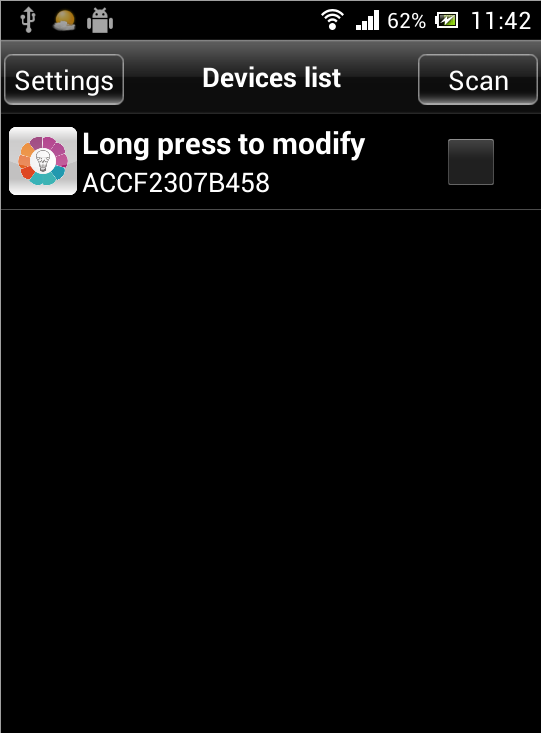 62% 11:42
Settings Devices list Scan
Long press to modify
ACCF2307B458